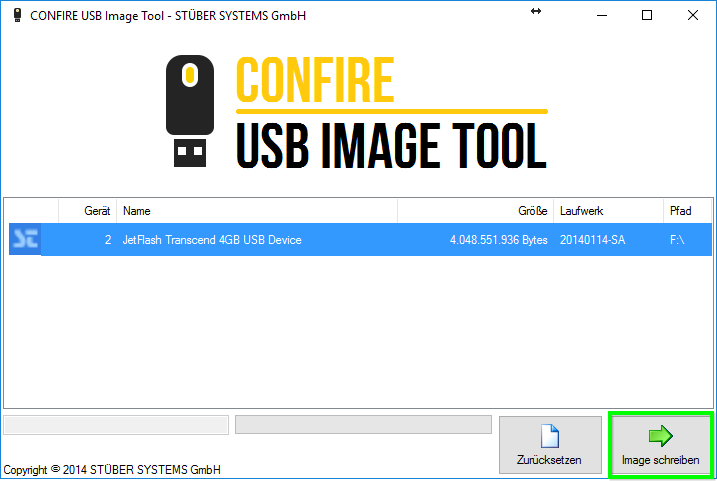 CONFIRE USB Image Tool - STÜBER SYSTEMS GmbH
CONFIRE
USB IMAGE TOOL
Gerät Name Größe Laufwerk Pfad
SE 2 JetFlash Transcend 4GB USB Device 4.048.551.936 Bytes 20140114-SA F:\
Zurücksetzen Image schreiben
Copyright © 2014 STÜBER SYSTEMS GmbH